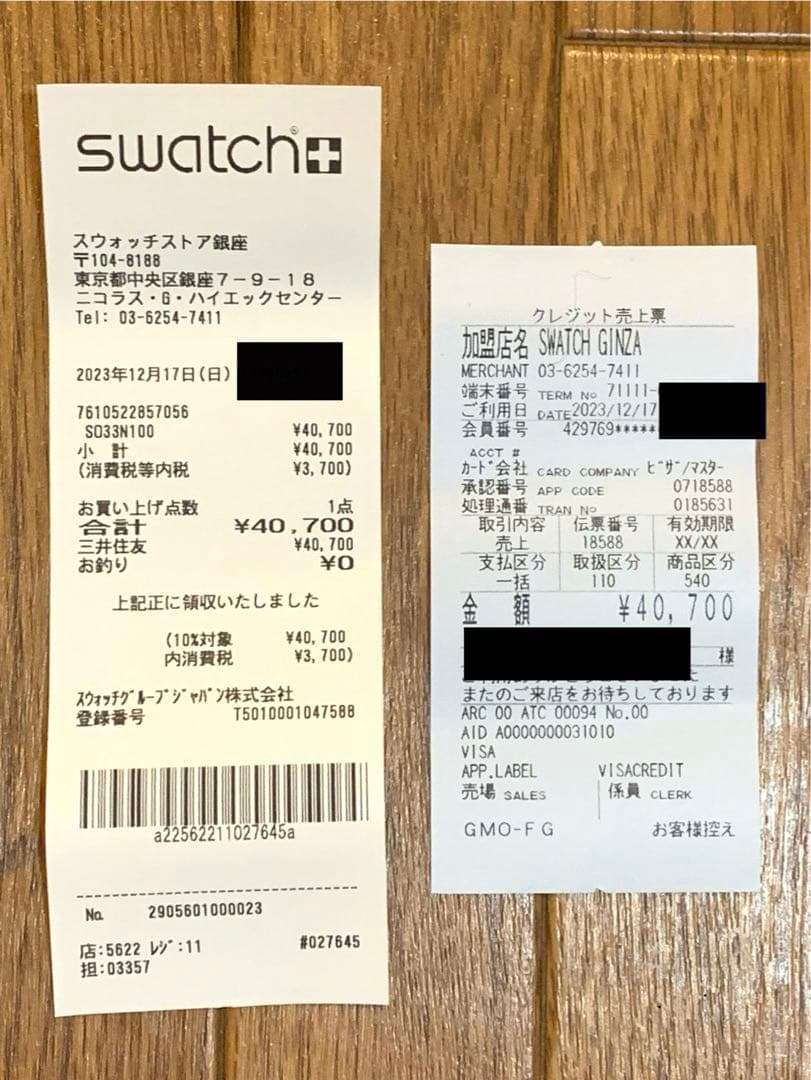 swatch
スウォッチストア銀座
〒104-8188
東京都中央区銀座7-9-18
ニコラス・G・ハイエックセンター
Tel: 03-6254-7411
2023年12月17日(日)
7610522857056
SO33N100 ¥40,700
小 計 ¥40,700
(消費税等内税 ¥3,700)
お買い上げ点数 1点
合計 ¥40,700
三井住友 ¥40,700
お釣り ¥0
上記正に領収いたしました
(10%対象 ¥40,700
内消費税 ¥3,700)
スウォッチグループジャパン株式会社
登録番号 T5010001047588
a22562211027645a
No. 2905601000023
店:5622 レジ:11 #027645
担:03357
クレジット売上票
加盟店名 SWATCH GINZA
MERCHANT 03-6254-7411
端末番号 TERM No 71111-
ご利用日 DATE 2023/12/17
会員番号 429769*****
ACCT #
カード会社 CARD COMPANY ビザ/マスター
承認番号 APP CODE 0718588
処理通番 TRAN No 0185631
取引内容 伝票番号 有効期限
売上 18588 XX/XX
支払区分 取扱区分 商品区分
一括 110 540
金 額 ¥40,700
様
またのご来店をお待ちしております
ARC 00 ATC 00094 No.00
AID A0000000031010
VISA
APP.LABEL VISACREDIT
売場 SALES 係員 CLERK
GMO-FG お客様控え